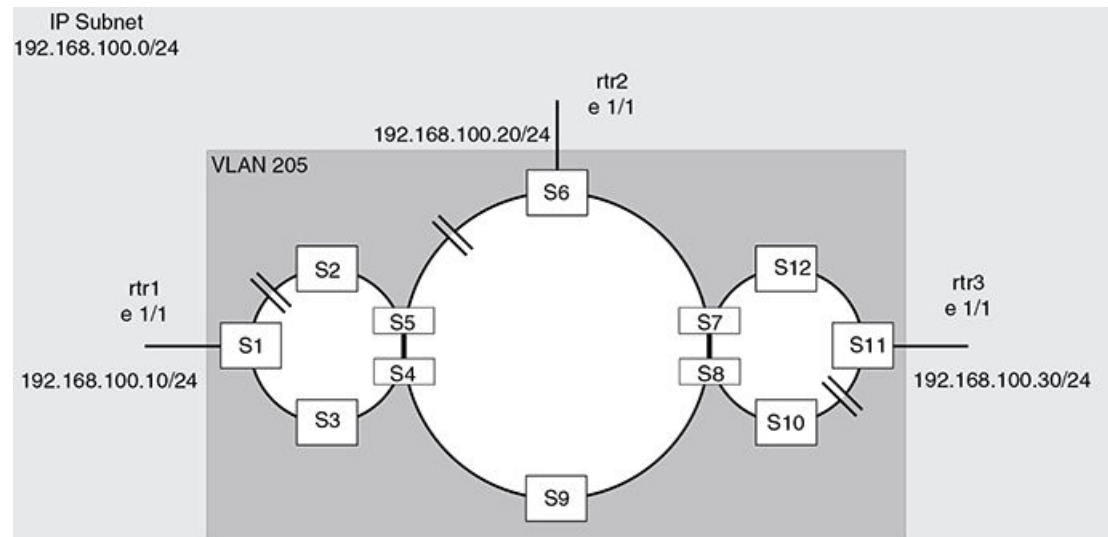 IP Subnet
192.168.100.0/24
rtr2
e 1/1
192.168.100.20/24
VLAN 205
S6
S2
S12
rtr1
e 1/1
rtr3
e 1/1
S5
S7
S1
S11
S4
S8
192.168.100.10/24
192.168.100.30/24
S3
S10
S9